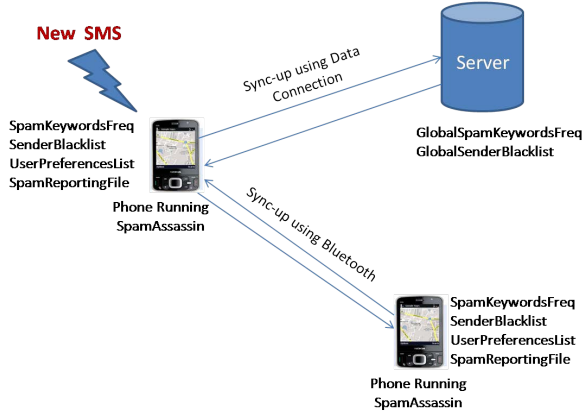 New SMS
Sync-up using Data
Connection
Server
SpamKeywordsFreq
SenderBlacklist
UserPreferencesList
SpamReportingFile
GlobalSpamKeywordsFreq
GlobalSenderBlacklist
Phone Running
SpamAssassin
Sync-up using Bluetooth
SpamKeywordsFreq
SenderBlacklist
UserPreferencesList
SpamReportingFile
Phone Running
SpamAssassin